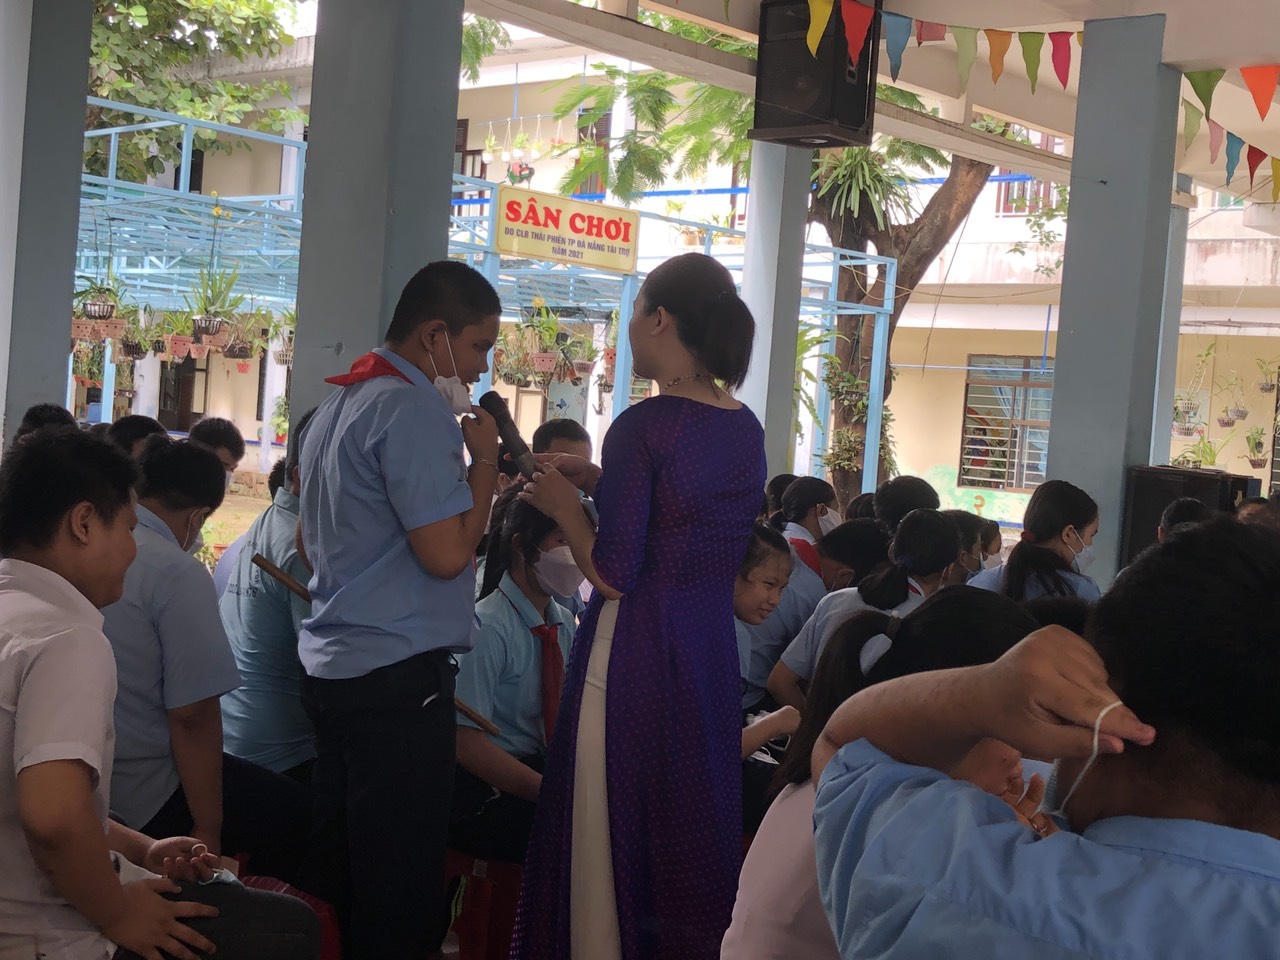 SÂN CHƠI
DO CLB THÁI PHIÊN TP ĐÀ NẴNG TÀI TRỢ
NĂM 2021